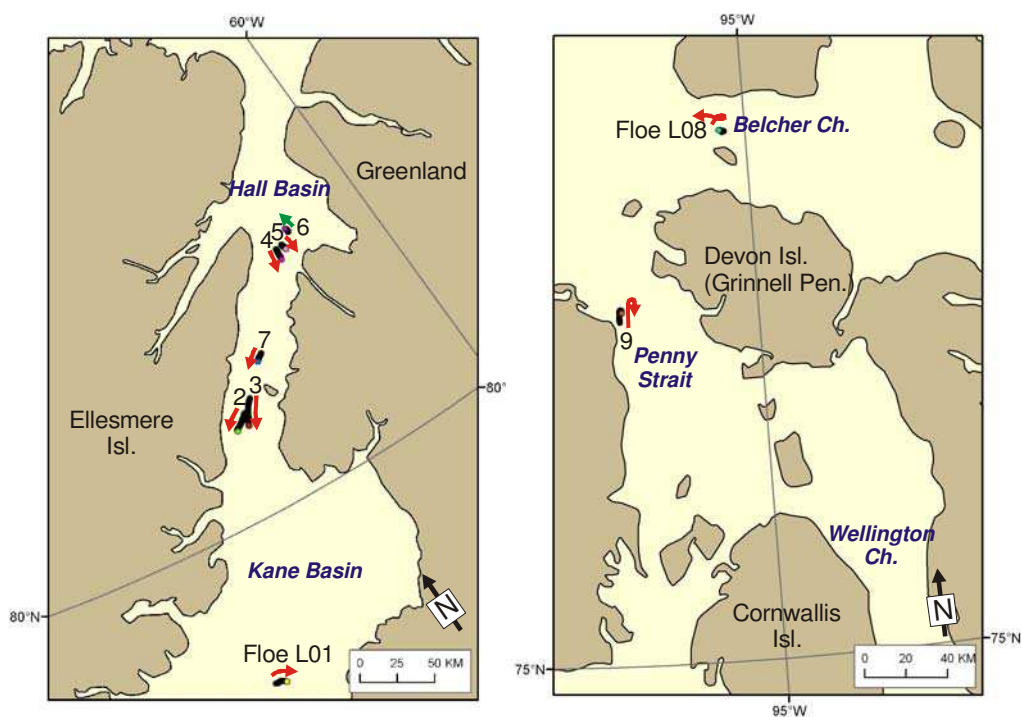 60°W
Greenland
Hall Basin
5
6
4
7
3
2
Ellesmere
Isl.
80°
Kane Basin
N
80°N
Floe L01
0 25 50 KM
95°W
Floe L08
Belcher Ch.
Devon Isl.
(Grinnell Pen.
9
Penny
Strait
Wellington
Ch.
N
Cornwallis
Isl.
75°N
0 20 40 KM
75°N
95°W